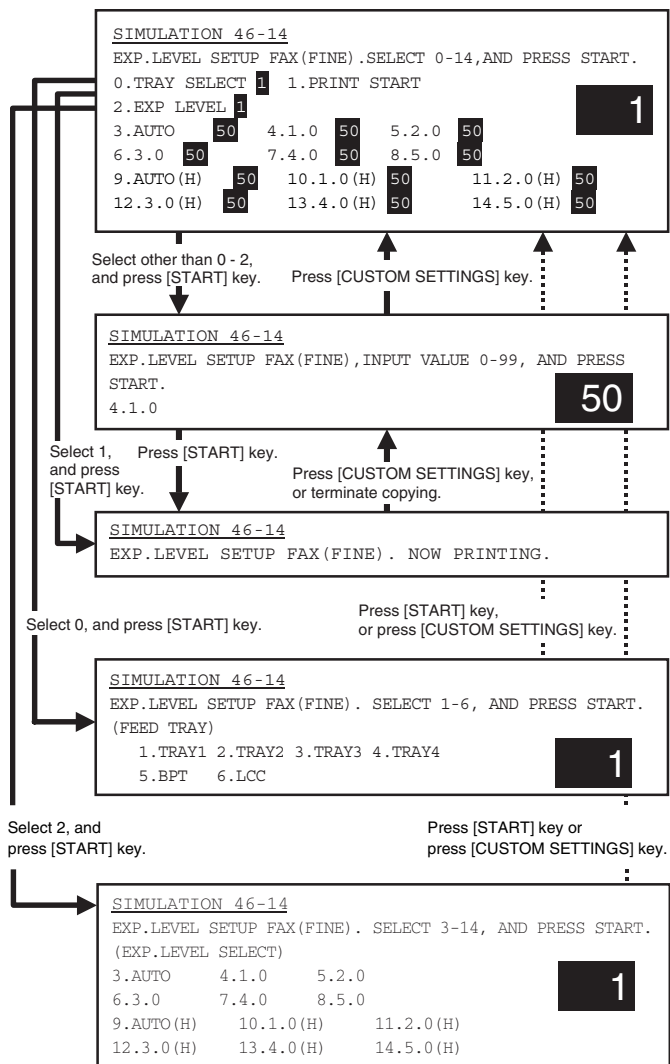 SIMULATION 46-14
EXP.LEVEL SETUP FAX(FINE).SELECT 0-14,AND PRESS START.
0.TRAY SELECT 1 1.PRINT START
2.EXP LEVEL 1
1
3.AUTO 50 4.1.0 50 5.2.0 50
6.3.0 50 7.4.0 50 8.5.0 50
9.AUTO(H) 50 10.1.0(H) 50 11.2.0(H) 50
12.3.0(H) 50 13.4.0(H) 50 14.5.0(H) 50
Select other than 0 - 2,
and press [START] key.
Press [CUSTOM SETTINGS] key.
SIMULATION 46-14
EXP.LEVEL SETUP FAX(FINE),INPUT VALUE 0-99, AND PRESS
START.
4.1.0
50
Select 1,
and press
[START] key.
Press [START] key.
Press [CUSTOM SETTINGS] key,
or terminate copying.
SIMULATION 46-14
EXP.LEVEL SETUP FAX(FINE). NOW PRINTING.
Select 0, and press [START] key.
Press [START] key,
or press [CUSTOM SETTINGS] key.
SIMULATION 46-14
EXP.LEVEL SETUP FAX(FINE). SELECT 1-6, AND PRESS START.
(FEED TRAY)
1.TRAY1 2.TRAY2 3.TRAY3 4.TRAY4
5.BPT 6.LCC
1
Select 2, and
press [START] key.
Press [START] key or
press [CUSTOM SETTINGS] key.
SIMULATION 46-14
EXP.LEVEL SETUP FAX(FINE). SELECT 3-14, AND PRESS START.
(EXP.LEVEL SELECT)
3.AUTO 4.1.0 5.2.0
6.3.0 7.4.0 8.5.0
1
9.AUTO(H) 10.1.0(H) 11.2.0(H)
12.3.0(H) 13.4.0(H) 14.5.0(H)